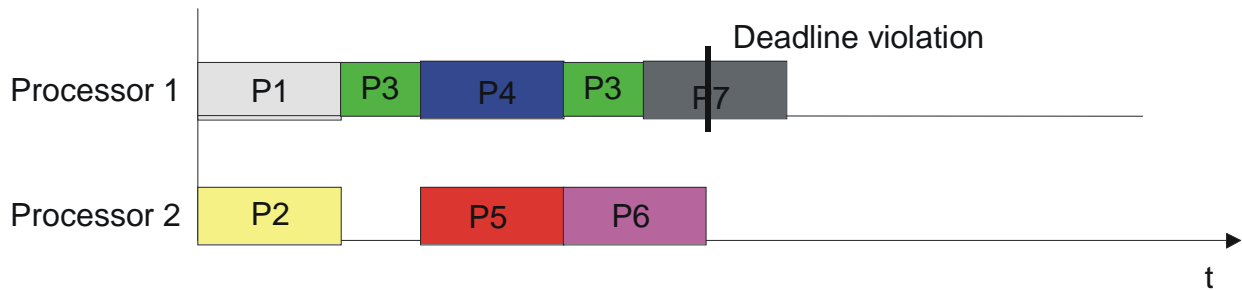 Deadline violation
Processor 1 P1 P3 P4 P3 P7
Processor 2 P2 P5 P6
t